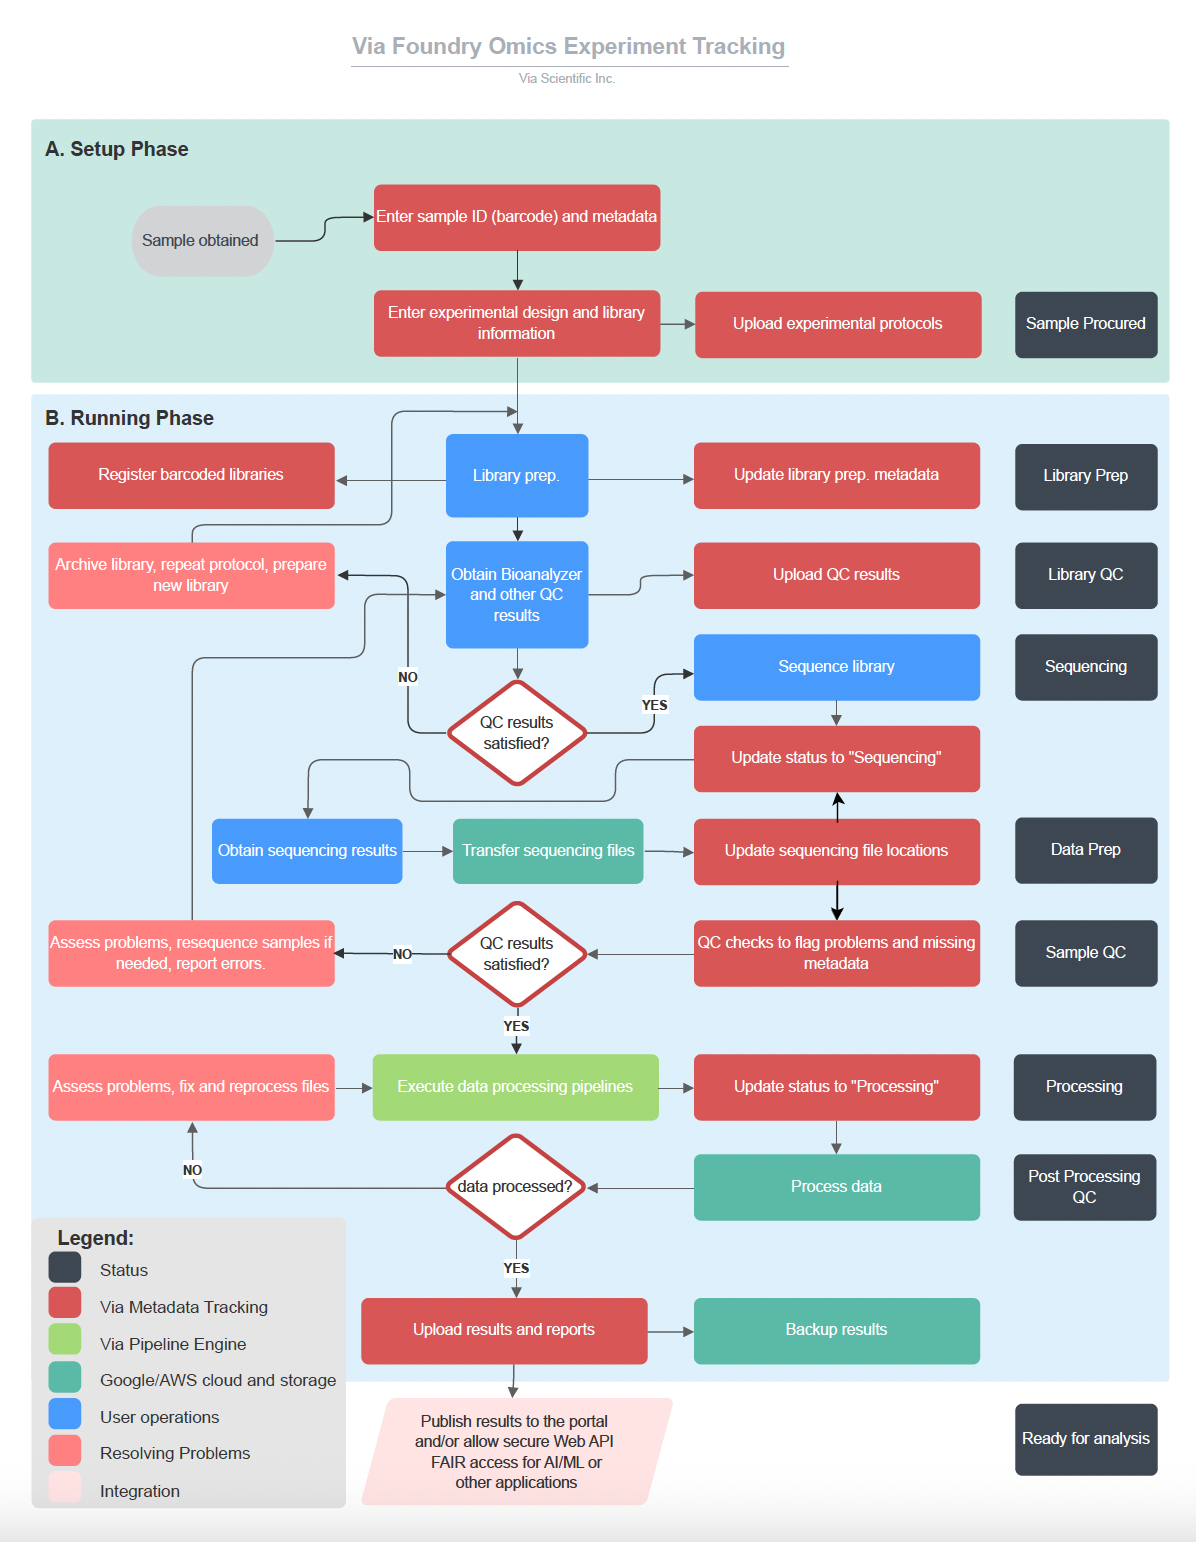 Via Foundry Omics Experiment Tracking
Via Scientific Inc.
A. Setup Phase
Sample obtained
Enter sample ID (barcode) and metadata
Enter experimental design and library
information
Upload experimental protocols
Sample Procured
B. Running Phase
Register barcoded libraries
Library prep.
Update library prep. metadata
Library Prep
Archive library, repeat protocol, prepare
new library
Obtain Bioanalyzer
and other QC
results
Upload QC results
Library QC
NO
QC results
satisfied?
YES
Sequence library
Sequencing
Update status to "Sequencing"
Obtain sequencing results
Transfer sequencing files
Update sequencing file locations
Data Prep
Assess problems, resequence samples if
needed, report errors.
NO
QC results
satisfied?
QC checks to flag problems and missing
metadata
Sample QC
YES
Assess problems, fix and reprocess files
Execute data processing pipelines
Update status to "Processing"
Processing
NO
data processed?
Process data
Post Processing
QC
YES
Upload results and reports
Backup results
Publish results to the portal
and/or allow secure Web API
FAIR access for AI/ML or
other applications
Ready for analysis
Legend:
Status
Via Metadata Tracking
Via Pipeline Engine
Google/AWS cloud and storage
User operations
Resolving Problems
Integration